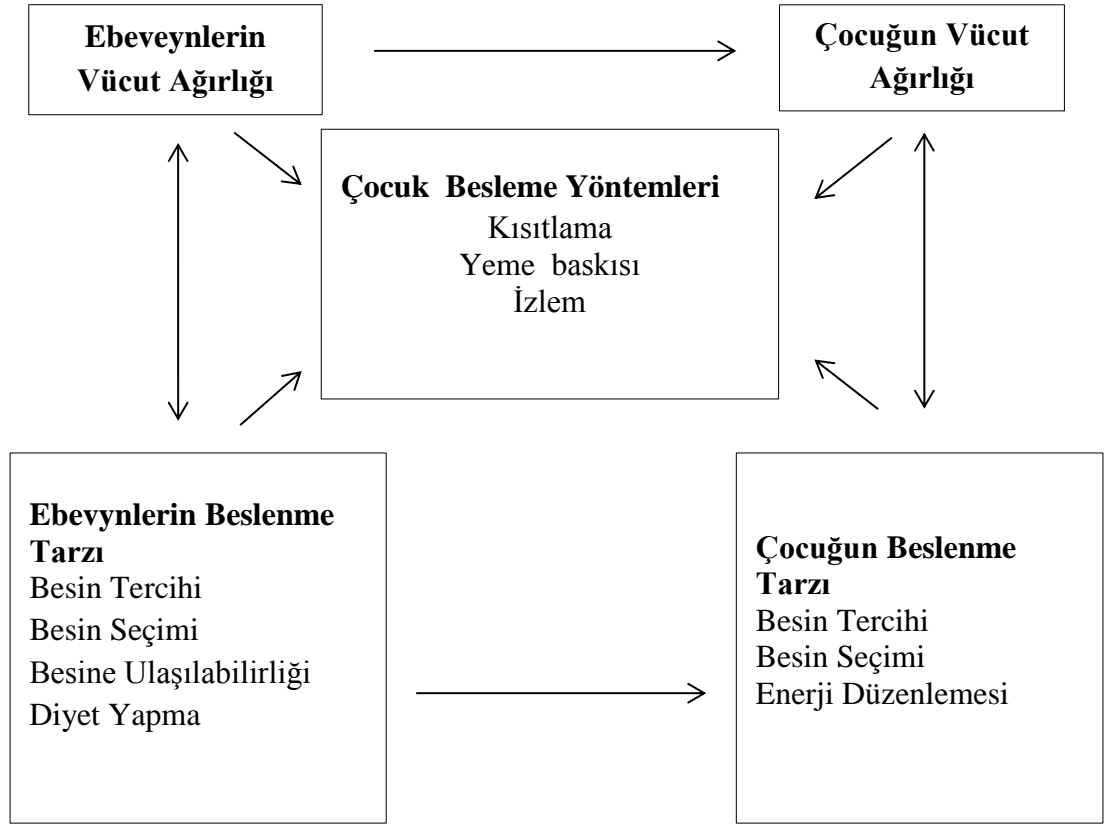 Ebeveynlerin
Vücut Ağırlığı
Çocuğun Vücut
Ağırlığı
Çocuk Besleme Yöntemleri
Kısıtlama
Yeme baskısı
İzlem
Ebevynlerin Beslenme
Tarzı
Besin Tercihi
Besin Seçimi
Besine Ulaşılabilirliği
Diyet Yapma
Çocuğun Beslenme
Tarzı
Besin Tercihi
Besin Seçimi
Enerji Düzenlemesi